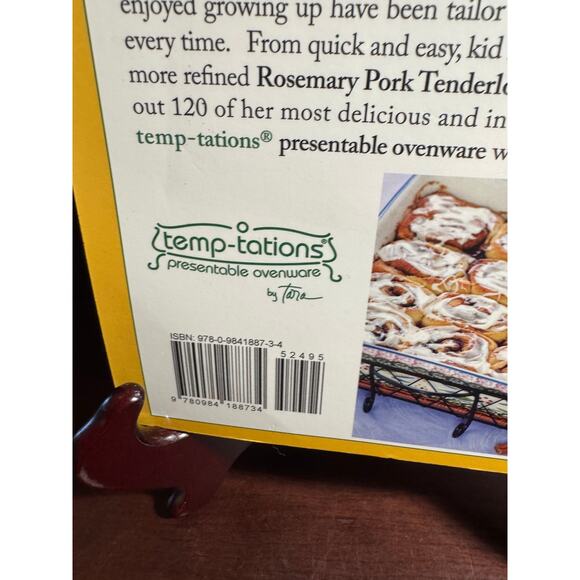 enjoyed growing up have been tailor
every time. From quick and easy, kid
more refined Rosemary Pork Tenderlo
out 120 of her most delicious and in
temp-tations® presentable ovenware w
temp-tations®
presentable ovenware
by Tara
ISBN: 978-0-9841887-3-4
52495
9 780984 188734